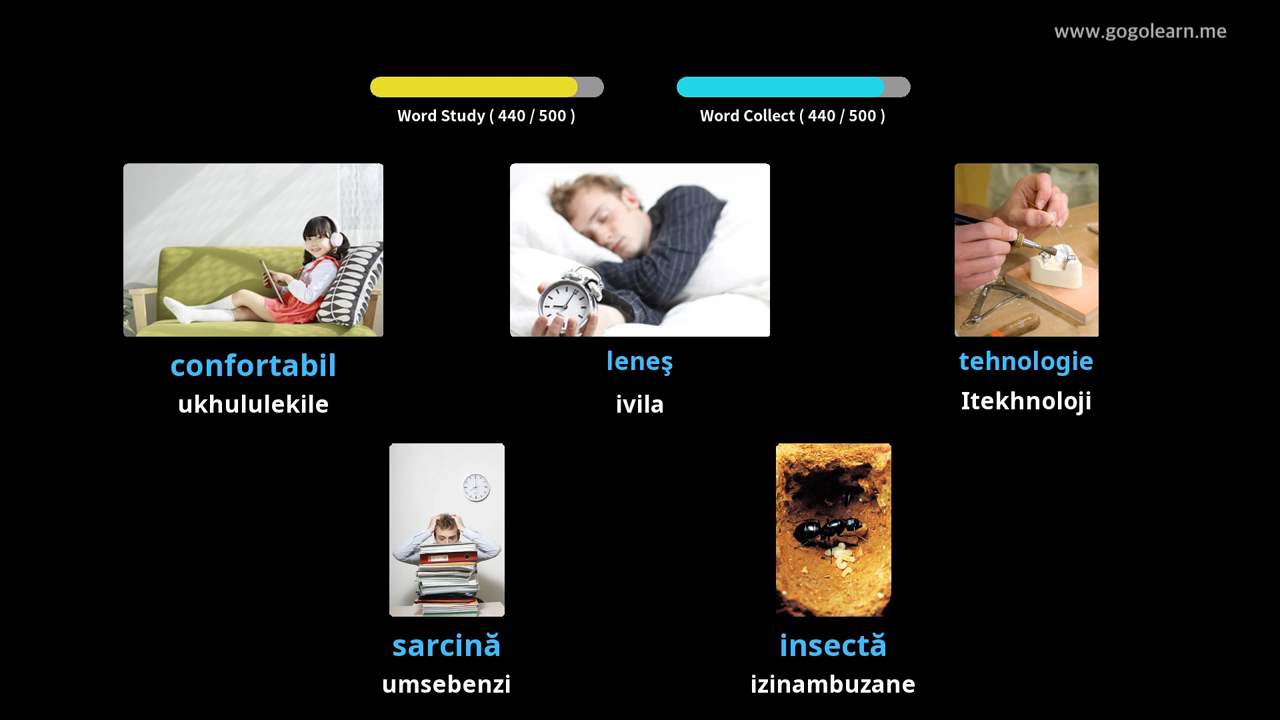 www.gogolearn.me
Word Study ( 440 / 500 )
Word Collect ( 440 / 500 )
confortabil
ukhululekile
leneş
ivila
tehnologie
Itekhnoloji
sarcină
umsebenzi
insectă
izinambuzane